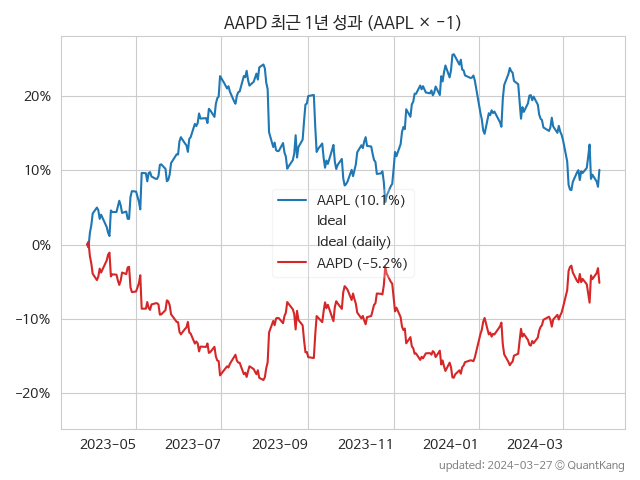 AAPD 최근 1년 성과 (AAPL × −1)
20%
10%
0%
−10%
−20%
AAPL (10.1%)
Ideal
Ideal (daily)
AAPD (−5.2%)
2023-05
2023-07
2023-09
2023-11
2024-01
2024-03
updated: 2024-03-27 © QuantKang